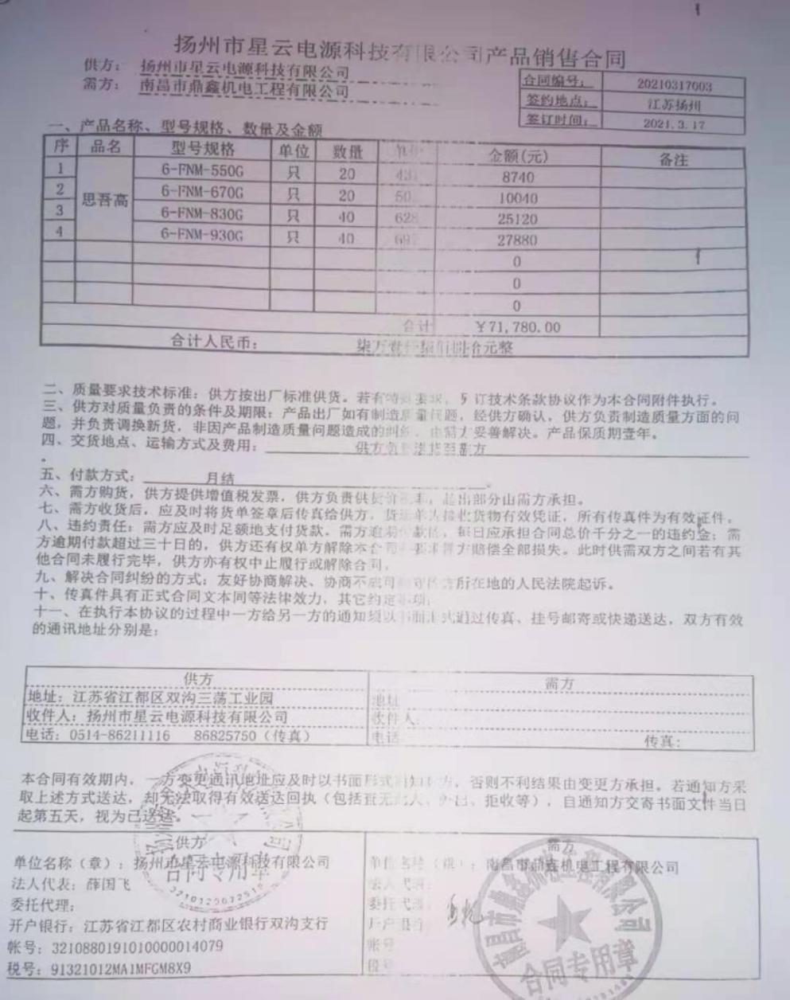 扬州市星云电源科技有限公司产品销售合同
供方： 扬州市星云电源科技有限公司
需方： 南昌市鼎鑫机电工程有限公司
合同编号： 20210317003
签约地点： 江苏扬州
签订时间： 2021.3.17
一、产品名称、型号规格、数量及金额
序 品名 型号规格 单位 数量 金额(元) 备注
1 思吾高 6-FNM-550G 只 20 8740
2 6-FNM-670G 只 20 10040
3 6-FNM-830G 只 40 628 25120
4 6-FNM-930G 只 40 27880
0
0
0
合计 ￥71,780.00
合计人民币： 柒万 元整
二、质量要求技术标准：供方按出厂标准供货。若有特殊要求，另订技术条款协议作为本合同附件执行。
三、供方对质量负责的条件及期限：产品出厂如有制造质量问题，经供方确认，供方负责制造质量方面的问
题，并负责调换新货，非因产品制造质量问题造成的纠纷，由需方妥善解决。产品保质期壹年。
四、交货地点、运输方式及费用： 供方 至需方
。
五、付款方式： 月结 。
六、需方购货，供方提供增值税发票，供方负责供货 ，超出部分由需方承担。
七、需方收货后，应及时将货单签章后传真给供方，货运单为接收货物有效凭证，所有传真件为有效证件。
八、违约责任：需方应及时足额地支付货款，需方逾期付款的，每日应承担合同总价千分之一的违约金；需
方逾期付款超过三十日的，供方还有权单方解除本合同并要求需方赔偿全部损失。此时供需双方之间若有其
他合同未履行完毕，供方亦有权中止履行或解除合同。
九、解决合同纠纷的方式：友好协商解决、协商不成可 方所在地的人民法院起诉。
十、传真件具有正式合同文本同等法律效力，其它约定事项：
十一、在执行本协议的过程中一方给另一方的通知须以书面形式通过传真、挂号邮寄或快递送达，双方有效
的通讯地址分别是：
供方 需方
地址：江苏省江都区双沟三荡工业园 地址
收件人：扬州市星云电源科技有限公司 收件人
电话：0514-86211116 86825750（传真） 电话 传真：
本合同有效期内，一方变更通讯地址应及时以书面形式通知对方，否则不利结果由变更方承担。若通知方采
取上述方式送达，却无法取得有效送达回执（包括查无此人、外出、拒收等），自通知方交寄书面文件当日
起第五天，视为已送达。
供方 需方
单位名称（章）：扬州市星云电源科技有限公司 单位名称（章）：南昌市鼎鑫机电工程有限公司
法人代表：薛国飞 法人代表：
委托代理： 委托代理：
开户银行：江苏省江都区农村商业银行双沟支行 开户银行
帐号：3210880191010000014079 帐号
税号：91321012MA1MFGM8X9 税号
合同专用章
南昌市鼎鑫机电工程有限公司
合同专用章